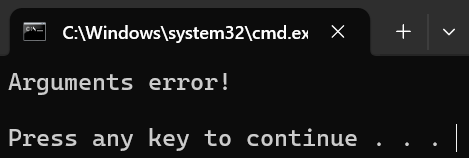 C:\Windows\system32\cmd.ex
Arguments error!
Press any key to continue . . .